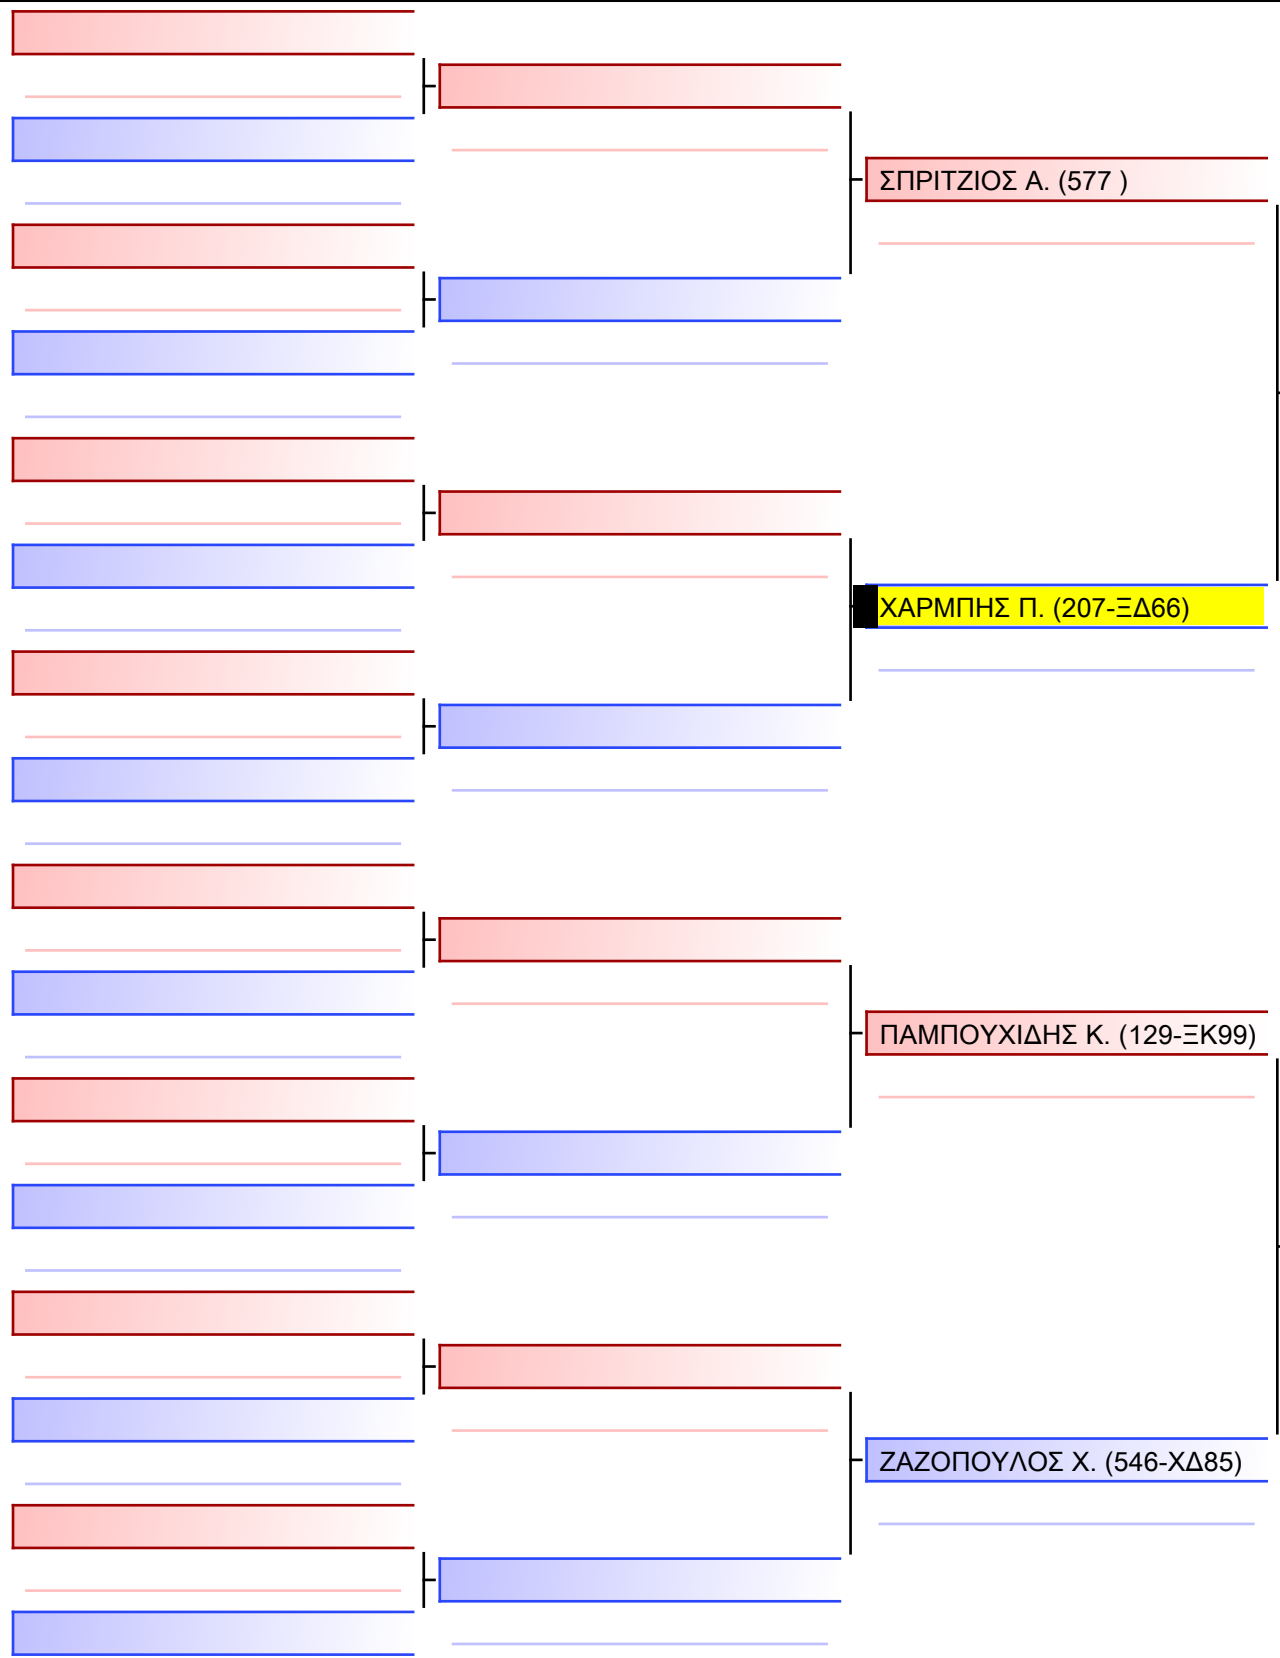 ΣΠΡΙΤΖΙΟΣ Α. (577 )
ΧΑΡΜΠΗΣ Π. (207-ΞΔ66)
ΠΑΜΠΟΥΧΙΔΗΣ Κ. (129-ΞΚ99)
ΖΑΖΟΠΟΥΛΟΣ Χ. (546-ΧΔ85)